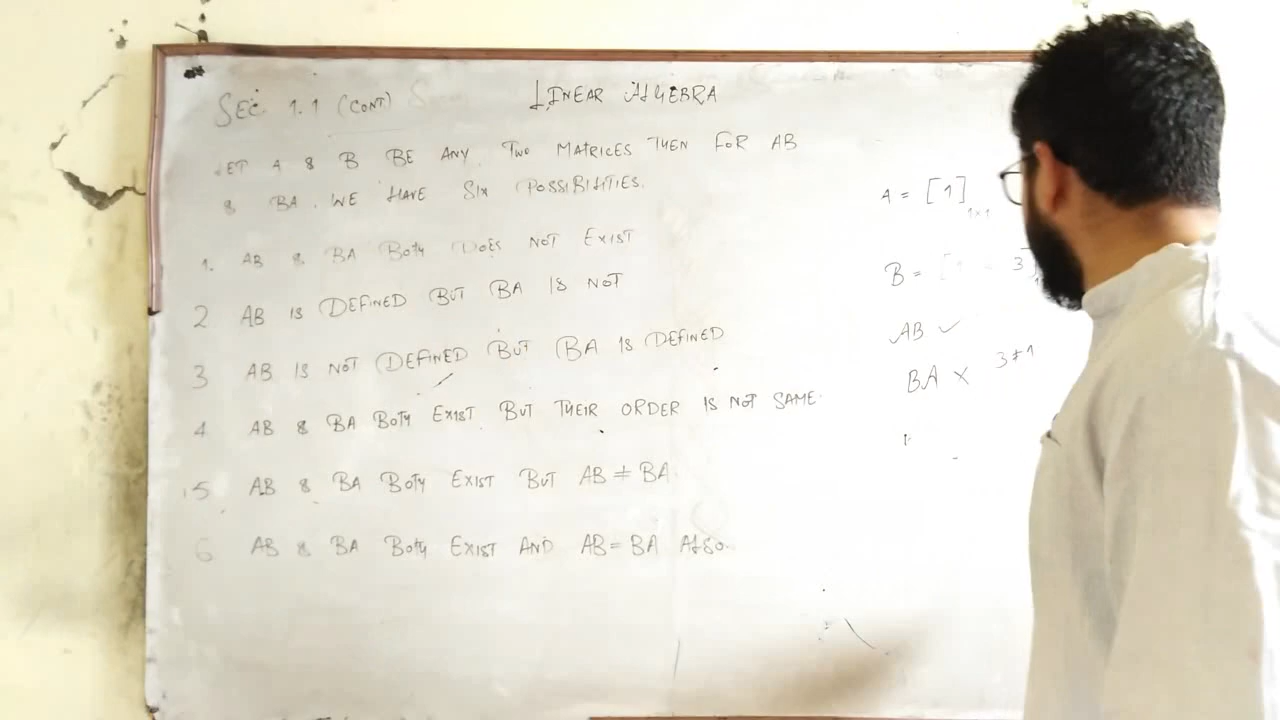 SEC 1.1 (CONT)
LINEAR ALGEBRA
LET A & B BE ANY TWO MATRICES THEN FOR AB
& BA. WE HAVE SIX POSSIBILITIES.
1. AB & BA BOTH DOES NOT EXIST
2 AB IS DEFINED BUT BA IS NOT
3 AB IS NOT DEFINED BUT BA IS DEFINED
4 AB & BA BOTH EXIST. BUT THEIR ORDER IS NOT SAME.
5 AB & BA BOTH EXIST BUT AB ≠ BA.
6 AB & BA BOTH EXIST AND AB = BA ALSO.
A = [1] 1×1
B = [1 3]
AB ✓
BA × 3≠1